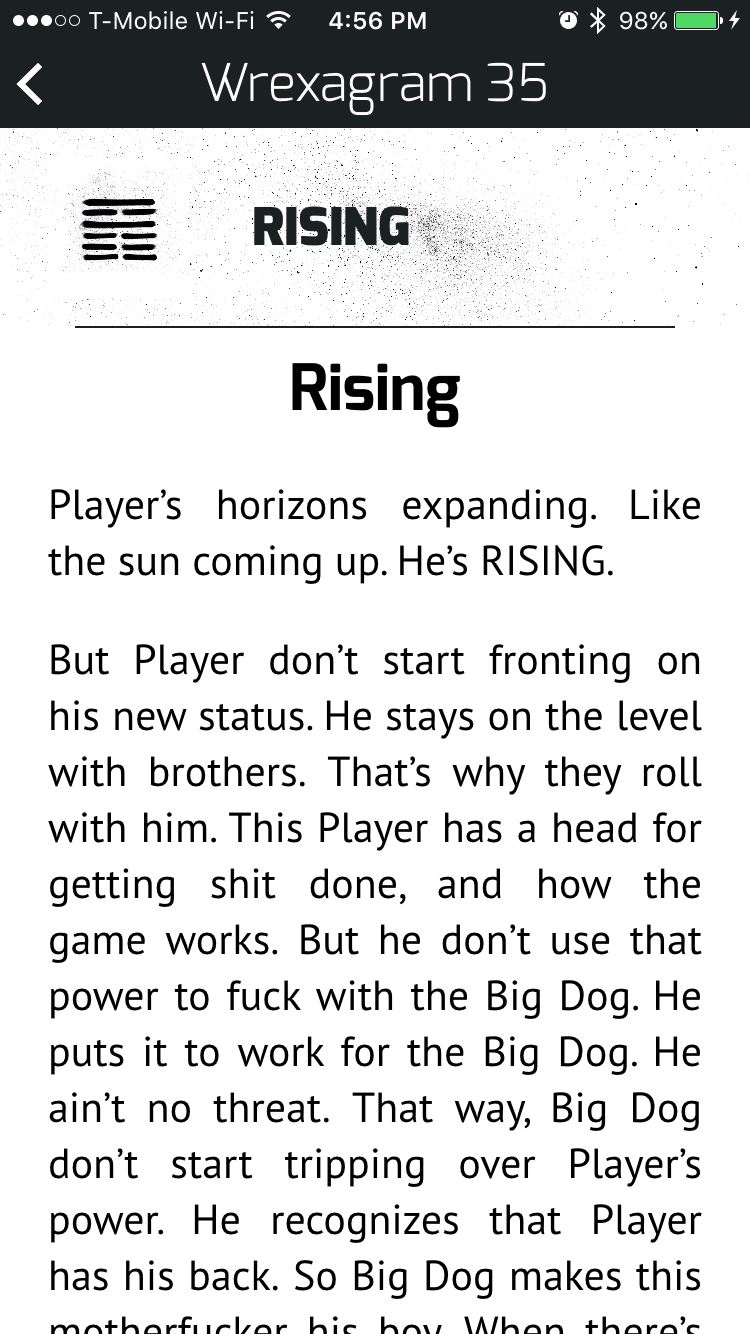 T-Mobile Wi-Fi 4:56 PM 98%
Wrexagram 35
RISING
Rising
Player’s horizons expanding. Like
the sun coming up. He’s RISING.
But Player don’t start fronting on
his new status. He stays on the level
with brothers. That’s why they roll
with him. This Player has a head for
getting shit done, and how the
game works. But he don’t use that
power to fuck with the Big Dog. He
puts it to work for the Big Dog. He
ain’t no threat. That way, Big Dog
don’t start tripping over Player’s
power. He recognizes that Player
has his back. So Big Dog makes this
motherfucker his boy. When there’s